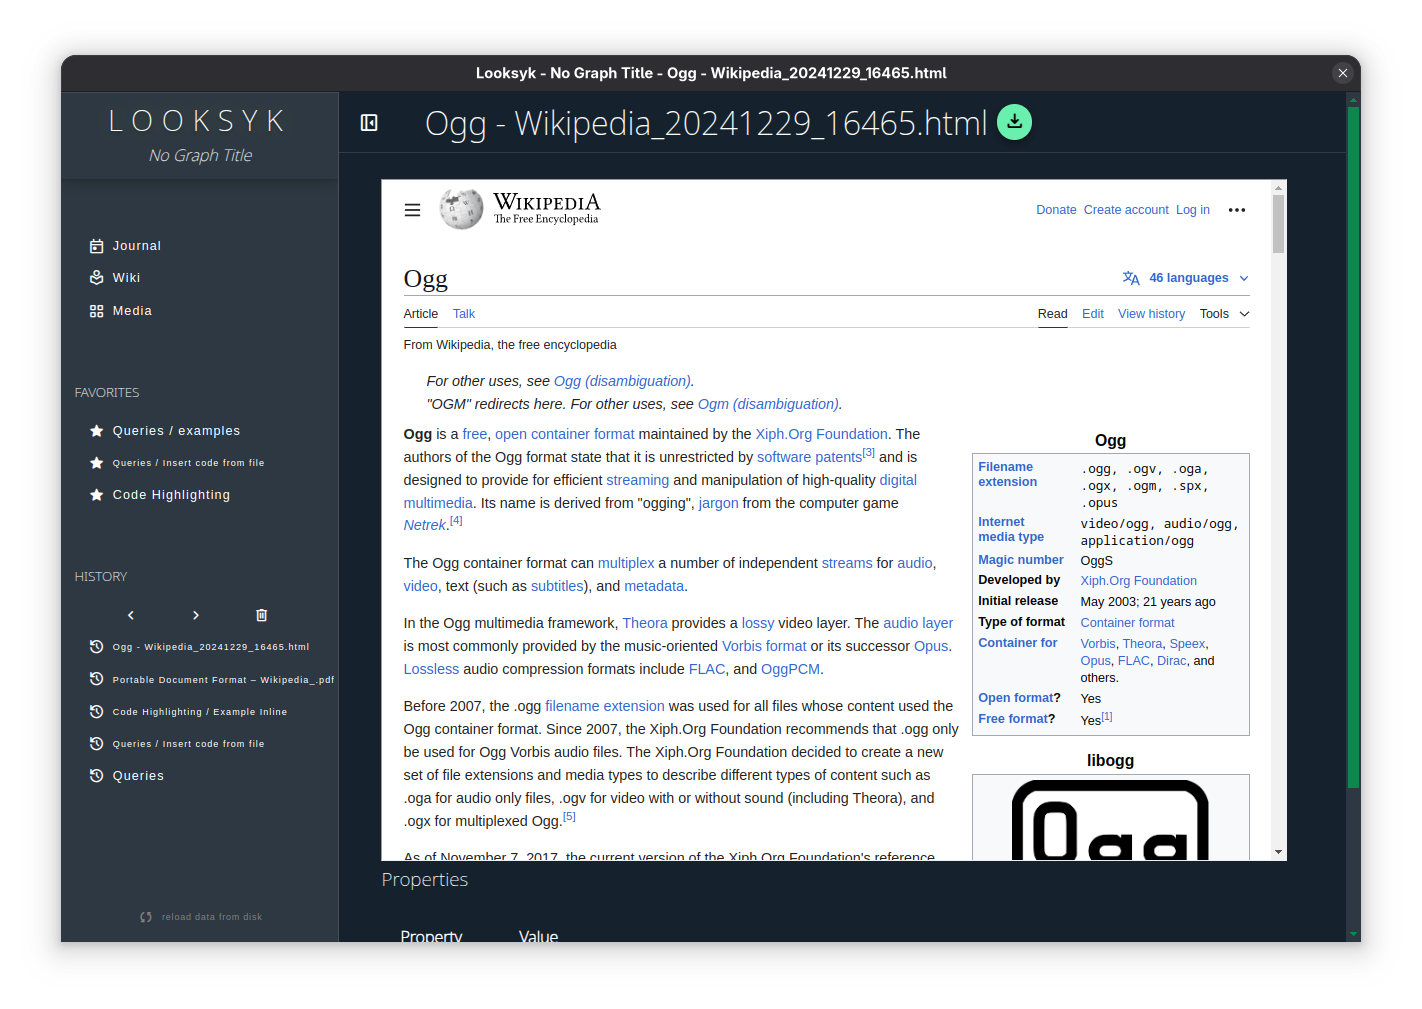 Looksyk - No Graph Title - Ogg - Wikipedia_20241229_16465.html
LOOKSYK
No Graph Title
Journal
Wiki
Media
FAVORITES
Queries / examples
Queries / Insert code from file
Code Highlighting
HISTORY
Ogg - Wikipedia_20241229_16465.html
Portable Document Format – Wikipedia_.pdf
Code Highlighting / Example Inline
Queries / Insert code from file
Queries
reload data from disk
Ogg - Wikipedia_20241229_16465.html
WIKIPEDIA
The Free Encyclopedia
Donate Create account Log in
Ogg
46 languages
Article Talk
Read Edit View history Tools
From Wikipedia, the free encyclopedia
For other uses, see Ogg (disambiguation).
"OGM" redirects here. For other uses, see Ogm (disambiguation).
Ogg is a free, open container format maintained by the Xiph.Org Foundation. The
authors of the Ogg format state that it is unrestricted by software patents[3] and is
designed to provide for efficient streaming and manipulation of high-quality digital
multimedia. Its name is derived from "ogging", jargon from the computer game
Netrek.[4]
The Ogg container format can multiplex a number of independent streams for audio,
video, text (such as subtitles), and metadata.
In the Ogg multimedia framework, Theora provides a lossy video layer. The audio layer
is most commonly provided by the music-oriented Vorbis format or its successor Opus.
Lossless audio compression formats include FLAC, and OggPCM.
Before 2007, the .ogg filename extension was used for all files whose content used the
Ogg container format. Since 2007, the Xiph.Org Foundation recommends that .ogg only
be used for Ogg Vorbis audio files. The Xiph.Org Foundation decided to create a new
set of file extensions and media types to describe different types of content such as
.oga for audio only files, .ogv for video with or without sound (including Theora), and
.ogx for multiplexed Ogg.[5]
As of November 7, 2017, the current version of the Xiph.Org Foundation's reference
Ogg
Filename extension
.ogg, .ogv, .oga,
.ogx, .ogm, .spx,
.opus
Internet media type
video/ogg, audio/ogg,
application/ogg
Magic number OggS
Developed by Xiph.Org Foundation
Initial release May 2003; 21 years ago
Type of format Container format
Container for Vorbis, Theora, Speex,
Opus, FLAC, Dirac, and
others.
Open format? Yes
Free format? Yes[1]
libogg
Ogg
Properties
Property Value